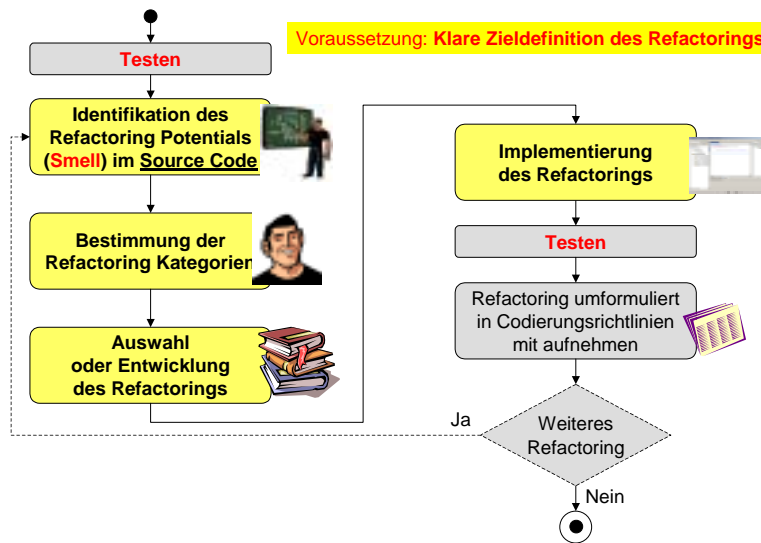 Voraussetzung: Klare Zieldefinition des Refactorings
Testen
Identifikation des
Refactoring Potentials
(Smell) im Source Code
Bestimmung der
Refactoring Kategorien
Auswahl
oder Entwicklung
des Refactorings
Implementierung
des Refactorings
Testen
Refactoring umformuliert
in Codierungsrichtlinien
mit aufnehmen
Ja
Weiteres
Refactoring
Nein